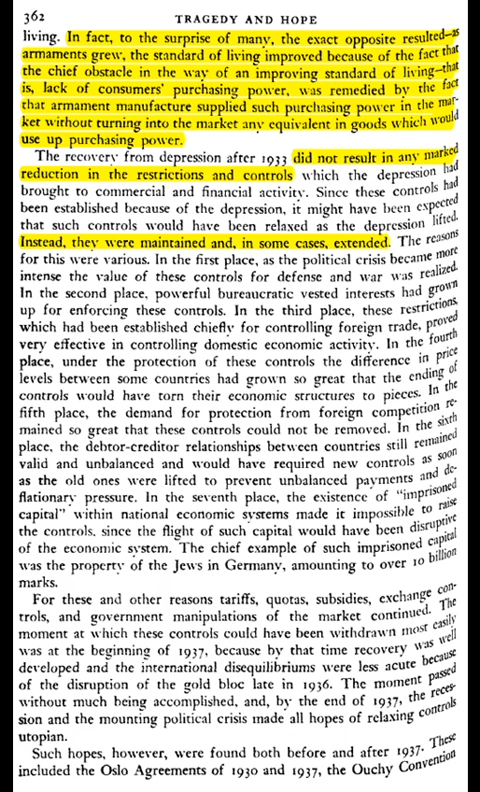 362 TRAGEDY AND HOPE
living. In fact, to the surprise of many, the exact opposite resulted—as
armaments grew, the standard of living improved because of the fact that
the chief obstacle in the way of an improving standard of living—that
is, lack of consumers' purchasing power, was remedied by the fact
that armament manufacture supplied such purchasing power in the mar-
ket without turning into the market any equivalent in goods which would
use up purchasing power.
The recovery from depression after 1933 did not result in any marked
reduction in the restrictions and controls which the depression had
brought to commercial and financial activity. Since these controls had
been established because of the depression, it might have been expected
that such controls would have been relaxed as the depression lifted.
Instead, they were maintained and, in some cases, extended. The reasons
for this were various. In the first place, as the political crisis became more
intense the value of these controls for defense and war was realized.
In the second place, powerful bureaucratic vested interests had grown
up for enforcing these controls. In the third place, these restrictions,
which had been established chiefly for controlling foreign trade, proved
very effective in controlling domestic economic activity. In the fourth
place, under the protection of these controls the difference in price
levels between some countries had grown so great that the ending of
controls would have torn their economic structures to pieces. In the
fifth place, the demand for protection from foreign competition re-
mained so great that these controls could not be removed. In the sixth
place, the debtor-creditor relationships between countries still remained
valid and unbalanced and would have required new controls as soon
as the old ones were lifted to prevent unbalanced payments and de-
flationary pressure. In the seventh place, the existence of "imprisoned
capital" within national economic systems made it impossible to raise
the controls. since the flight of such capital would have been disruptive
of the economic system. The chief example of such imprisoned capital
was the property of the Jews in Germany, amounting to over 10 billion
marks.
For these and other reasons tariffs, quotas, subsidies, exchange con-
trols, and government manipulations of the market continued. The
moment at which these controls could have been withdrawn most easily
was at the beginning of 1937, because by that time recovery was well
developed and the international disequilibriums were less acute because
of the disruption of the gold bloc late in 1936. The moment passed
without much being accomplished, and, by the end of 1937, the reces-
sion and the mounting political crisis made all hopes of relaxing controls
utopian.
Such hopes, however, were found both before and after 1937. These
included the Oslo Agreements of 1930 and 1937, the Ouchy Convention